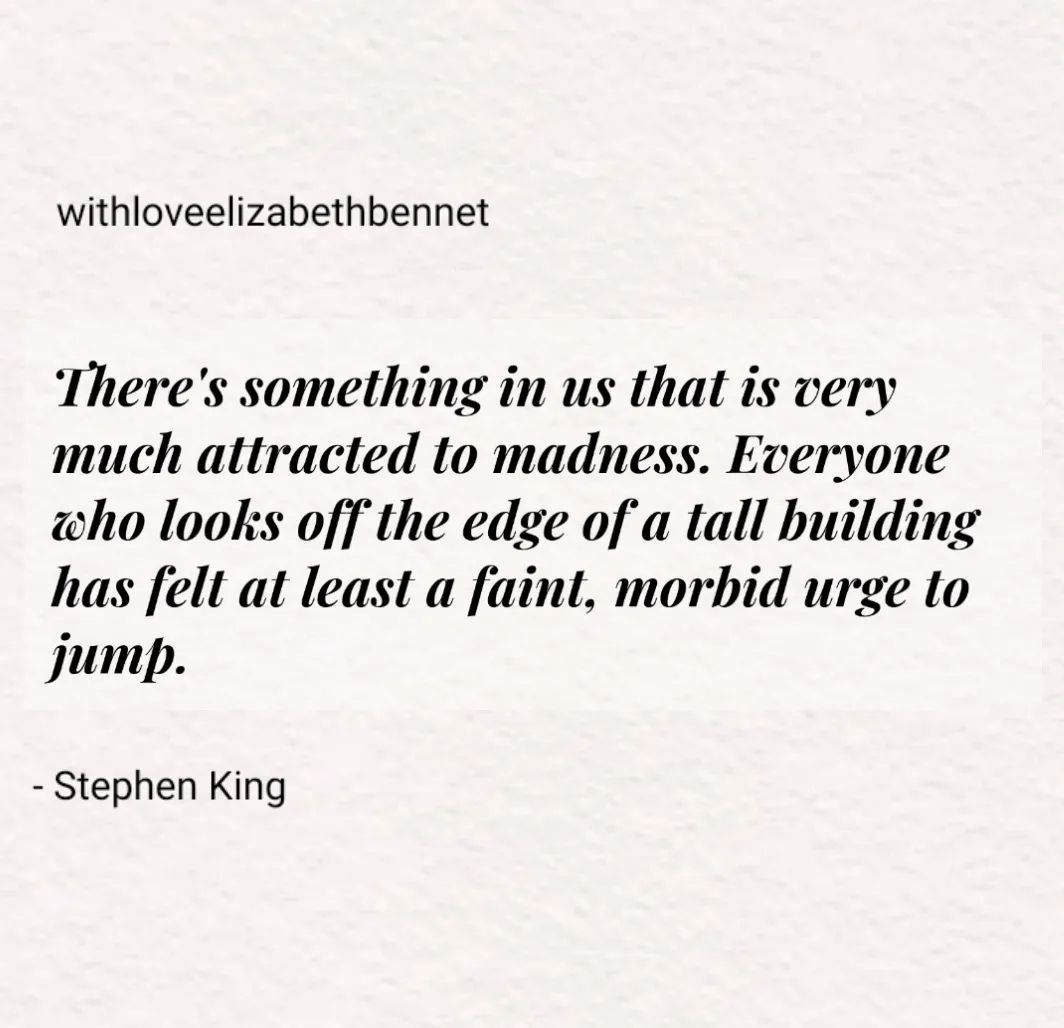 withloveelizabethbennet
There's something in us that is very
much attracted to madness. Everyone
who looks off the edge of a tall building
has felt at least a faint, morbid urge to
jump.
- Stephen King